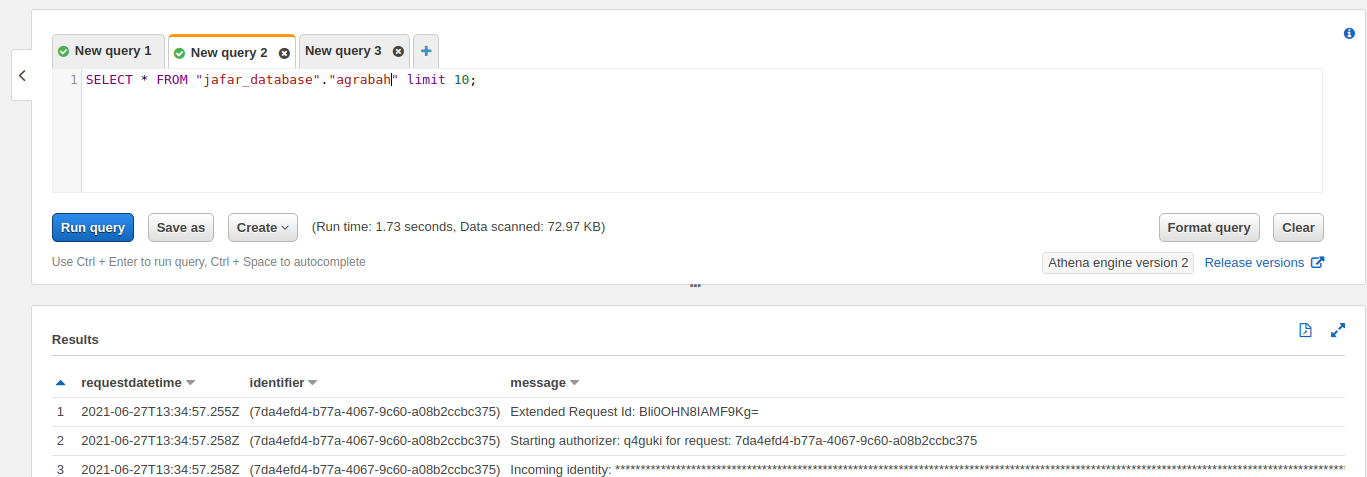 New query 1 New query 2 New query 3
1 SELECT * FROM "jafar_database"."agrabah" limit 10;
Run query Save as Create (Run time: 1.73 seconds, Data scanned: 72.97 KB) Format query Clear
Use Ctrl + Enter to run query, Ctrl + Space to autocomplete Athena engine version 2 Release versions
Results
requestdatetime identifier message
1 2021-06-27T13:34:57.255Z (7da4efd4-b77a-4067-9c60-a08b2ccbc375) Extended Request Id: Bli0OHN8IAMF9Kg=
2 2021-06-27T13:34:57.258Z (7da4efd4-b77a-4067-9c60-a08b2ccbc375) Starting authorizer: q4guki for request: 7da4efd4-b77a-4067-9c60-a08b2ccbc375
3 2021-06-27T13:34:57.258Z (7da4efd4-b77a-4067-9c60-a08b2ccbc375) Incoming identity: ****************************************************************************************************************************************************